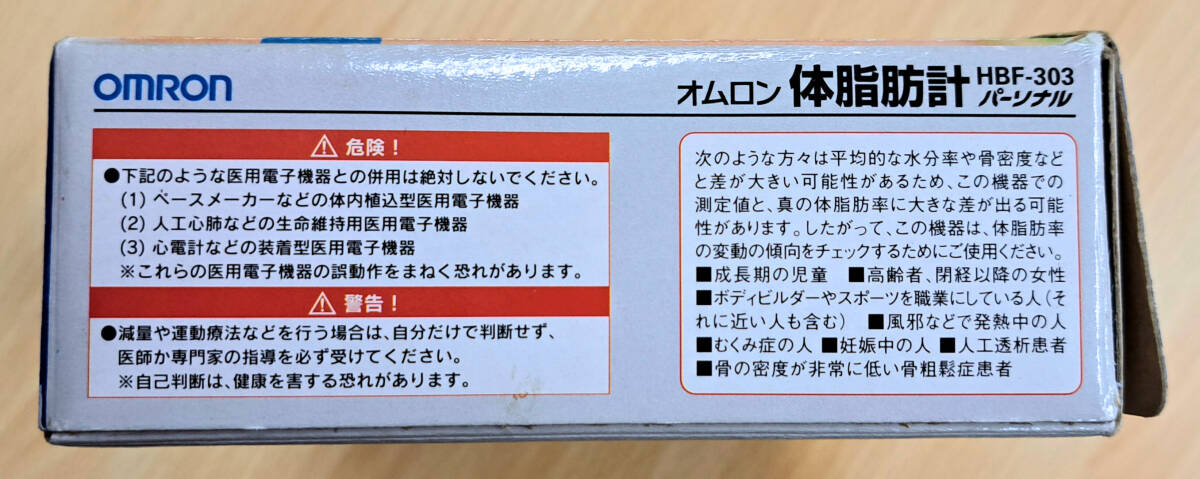 OMRON
オムロン 体脂肪計 HBF-303
パーソナル
⚠ 危険！
●下記のような医用電子機器との併用は絶対しないでください。
(1) ペースメーカーなどの体内植込型医用電子機器
(2) 人工心肺などの生命維持用医用電子機器
(3) 心電計などの装着型医用電子機器
※これらの医用電子機器の誤動作をまねく恐れがあります。
⚠ 警告！
●減量や運動療法などを行う場合は、自分だけで判断せず、
医師か専門家の指導を必ず受けてください。
※自己判断は、健康を害する恐れがあります。
次のような方々は平均的な水分率や骨密度など
と差が大きい可能性があるため、この機器での
測定値と、真の体脂肪率に大きな差が出る可能
性があります。したがって、この機器は、体脂肪率
の変動の傾向をチェックするためにご使用ください。
■成長期の児童 ■高齢者、閉経以降の女性
■ボディビルダーやスポーツを職業にしている人（そ
れに近い人も含む） ■風邪などで発熱中の人
■むくみ症の人 ■妊娠中の人 ■人工透析患者
■骨の密度が非常に低い骨粗鬆症患者